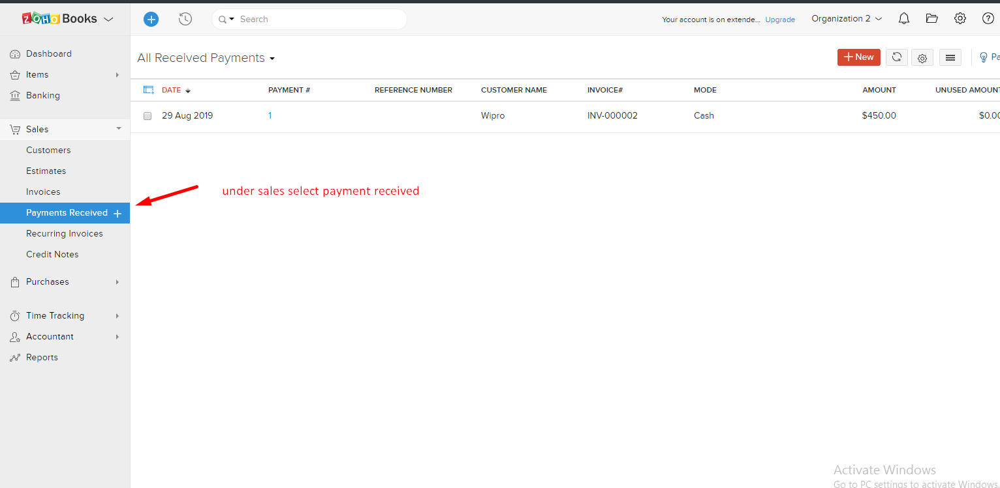 ZOHO Books
Search
Your account is on extende... Upgrade
Organization 2
Dashboard
Items
Banking
Sales
Customers
Estimates
Invoices
Payments Received +
Recurring Invoices
Credit Notes
Purchases
Time Tracking
Accountant
Reports
All Received Payments
+ New
Pa
DATE PAYMENT # REFERENCE NUMBER CUSTOMER NAME INVOICE# MODE AMOUNT UNUSED AMOUNT
29 Aug 2019 1 Wipro INV-000002 Cash $450.00 $0.00
under sales select payment received
Activate Windows
Go to PC settings to activate Windows.